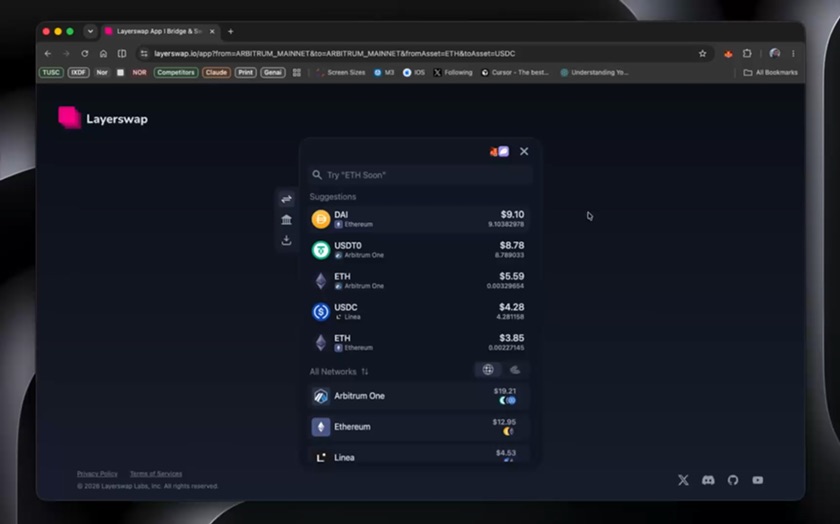 Layerswap App | Bridge & Sw
layerswap.io/app?from=ARBITRUM_MAINNET&to=ARBITRUM_MAINNET&fromAsset=ETH&toAsset=USDC
TUSC IXDF Nor NOR Competitors Claude Print Genai Screen Sizes M3 iOS Following Cursor - The best... Understanding Yo... All Bookmarks
Layerswap
Try "ETH Soon"
Suggestions
DAI $9.10
Ethereum 9.10382978
USDT0 $8.78
Arbitrum One 8.789033
ETH $5.59
Arbitrum One 0.00329654
USDC $4.28
Linea 4.281158
ETH $3.85
Ethereum 0.00227145
All Networks
Arbitrum One $19.21
Ethereum $12.95
Linea $4.53
Privacy Policy Terms of Services
© 2026 Layerswap Labs, Inc. All rights reserved.